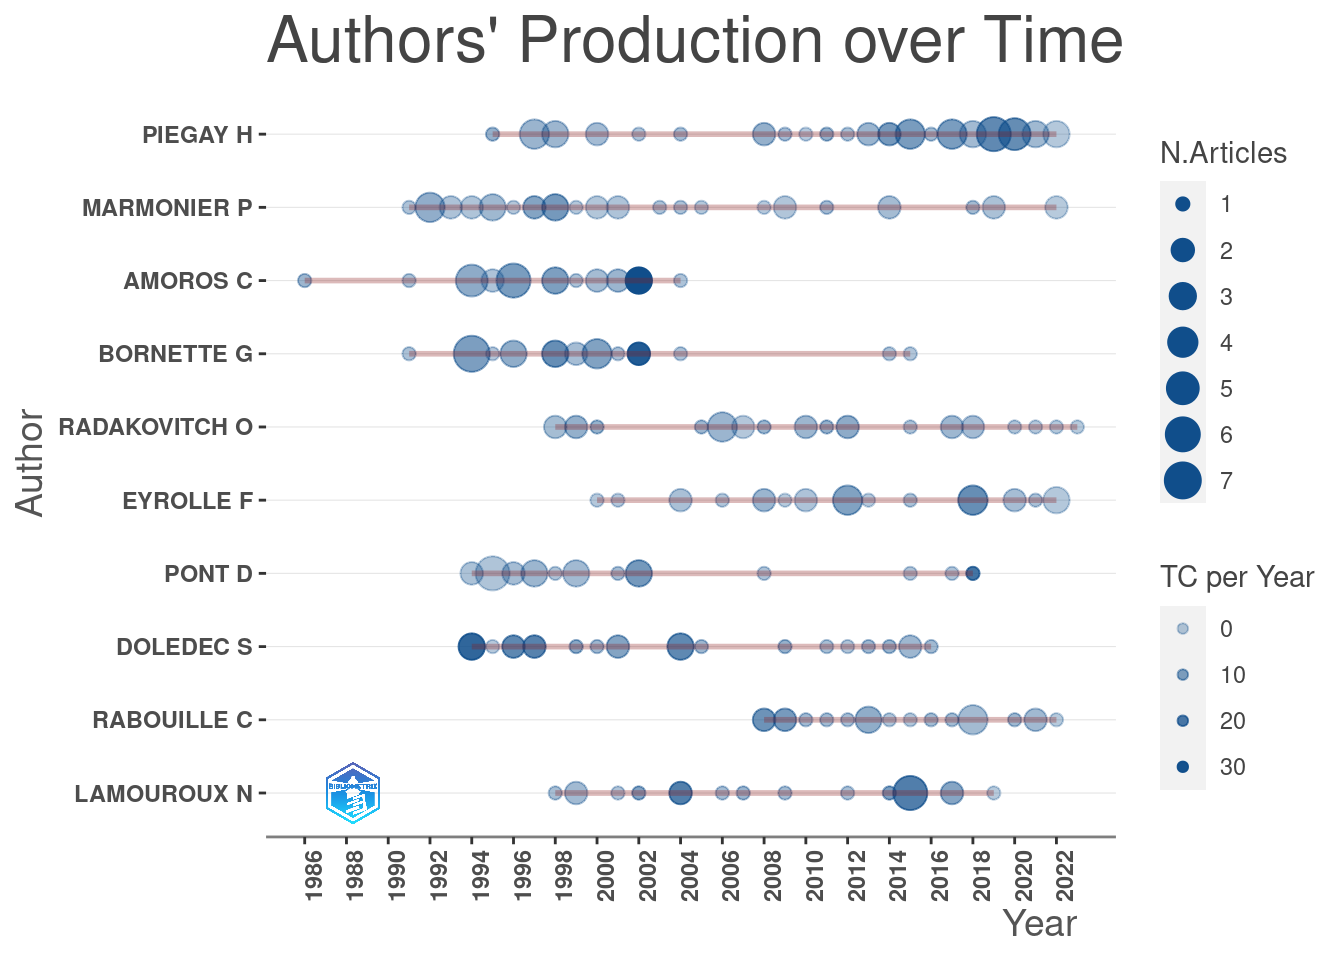 Authors' Production over Time
PIEGAY H
MARMONIER P
AMOROS C
BORNETTE G
RADAKOVITCH O
EYROLLE F
PONT D
DOLEDEC S
RABOUILLE C
LAMOUROUX N
Author
BIBLIOMETRIX
1986
1988
1990
1992
1994
1996
1998
2000
2002
2004
2006
2008
2010
2012
2014
2016
2018
2020
2022
Year
N.Articles
1
2
3
4
5
6
7
TC per Year
0
10
20
30